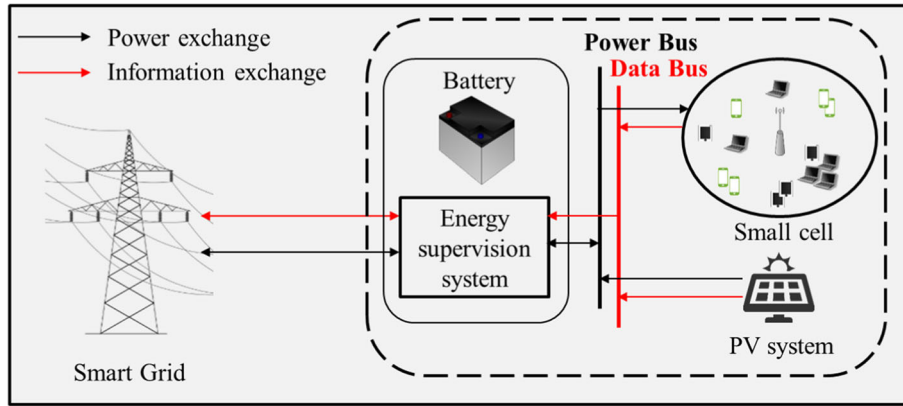 Power exchange
Information exchange
Power Bus
Data Bus
Battery
Energy
supervision
system
Small cell
PV system
Smart Grid